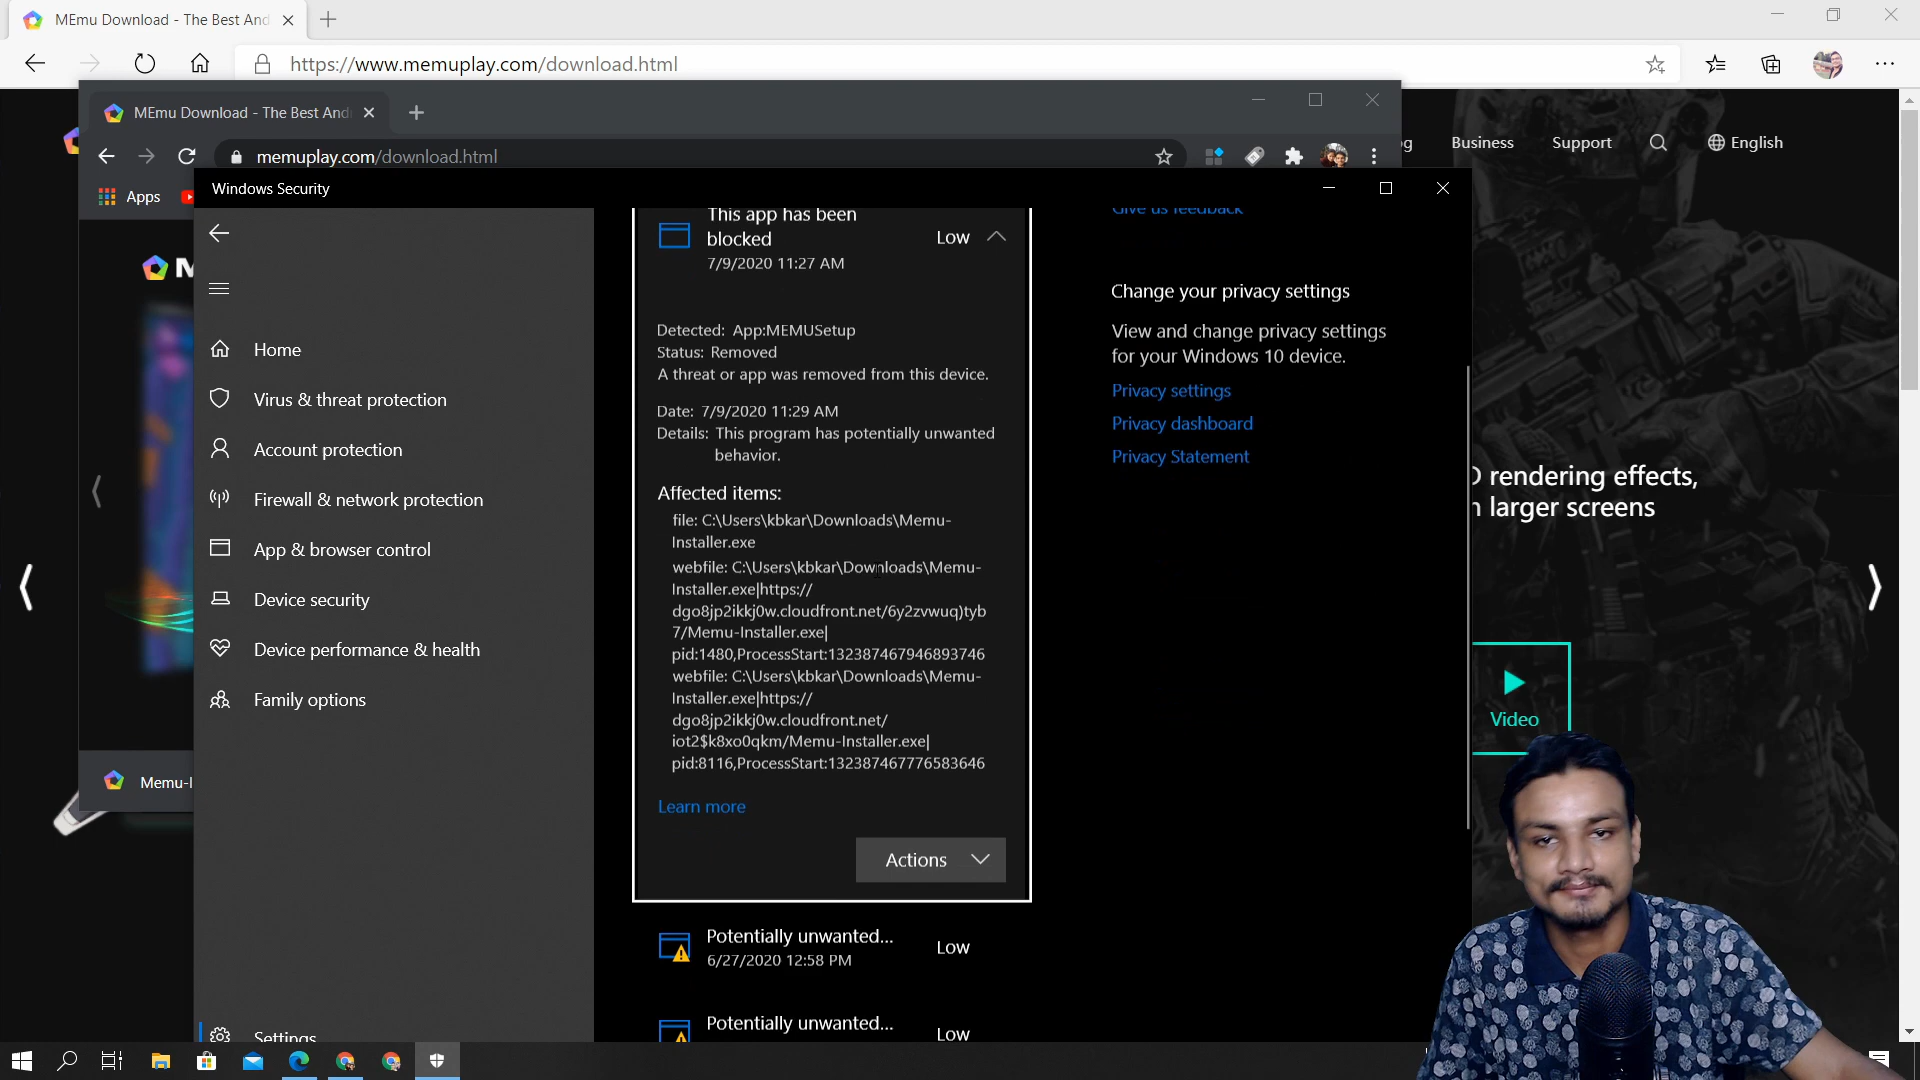 MEmu Download - The Best And
https://www.memuplay.com/download.html
MEmu Download - The Best And
memuplay.com/download.html
Apps
Business
Support
English
Windows Security
Home
Virus & threat protection
Account protection
Firewall & network protection
App & browser control
Device security
Device performance & health
Family options
Settings
This app has been
blocked
Low
7/9/2020 11:27 AM
Detected: App:MEMUSetup
Status: Removed
A threat or app was removed from this device.
Date: 7/9/2020 11:29 AM
Details: This program has potentially unwanted
behavior.
Affected items:
file: C:\Users\kbkar\Downloads\Memu-
Installer.exe
webfile: C:\Users\kbkar\Downloads\Memu-
Installer.exe|https://
dgo8jp2ikkj0w.cloudfront.net/6y2zvwuq)tyb
7/Memu-Installer.exe|
pid:1480,ProcessStart:132387467946893746
webfile: C:\Users\kbkar\Downloads\Memu-
Installer.exe|https://
dgo8jp2ikkj0w.cloudfront.net/
iot2$k8xo0qkm/Memu-Installer.exe|
pid:8116,ProcessStart:132387467776583646
Learn more
Actions
Potentially unwanted...
Low
6/27/2020 12:58 PM
Potentially unwanted...
Low
Give us feedback
Change your privacy settings
View and change privacy settings
for your Windows 10 device.
Privacy settings
Privacy dashboard
Privacy Statement
rendering effects,
larger screens
Video
Memu-I